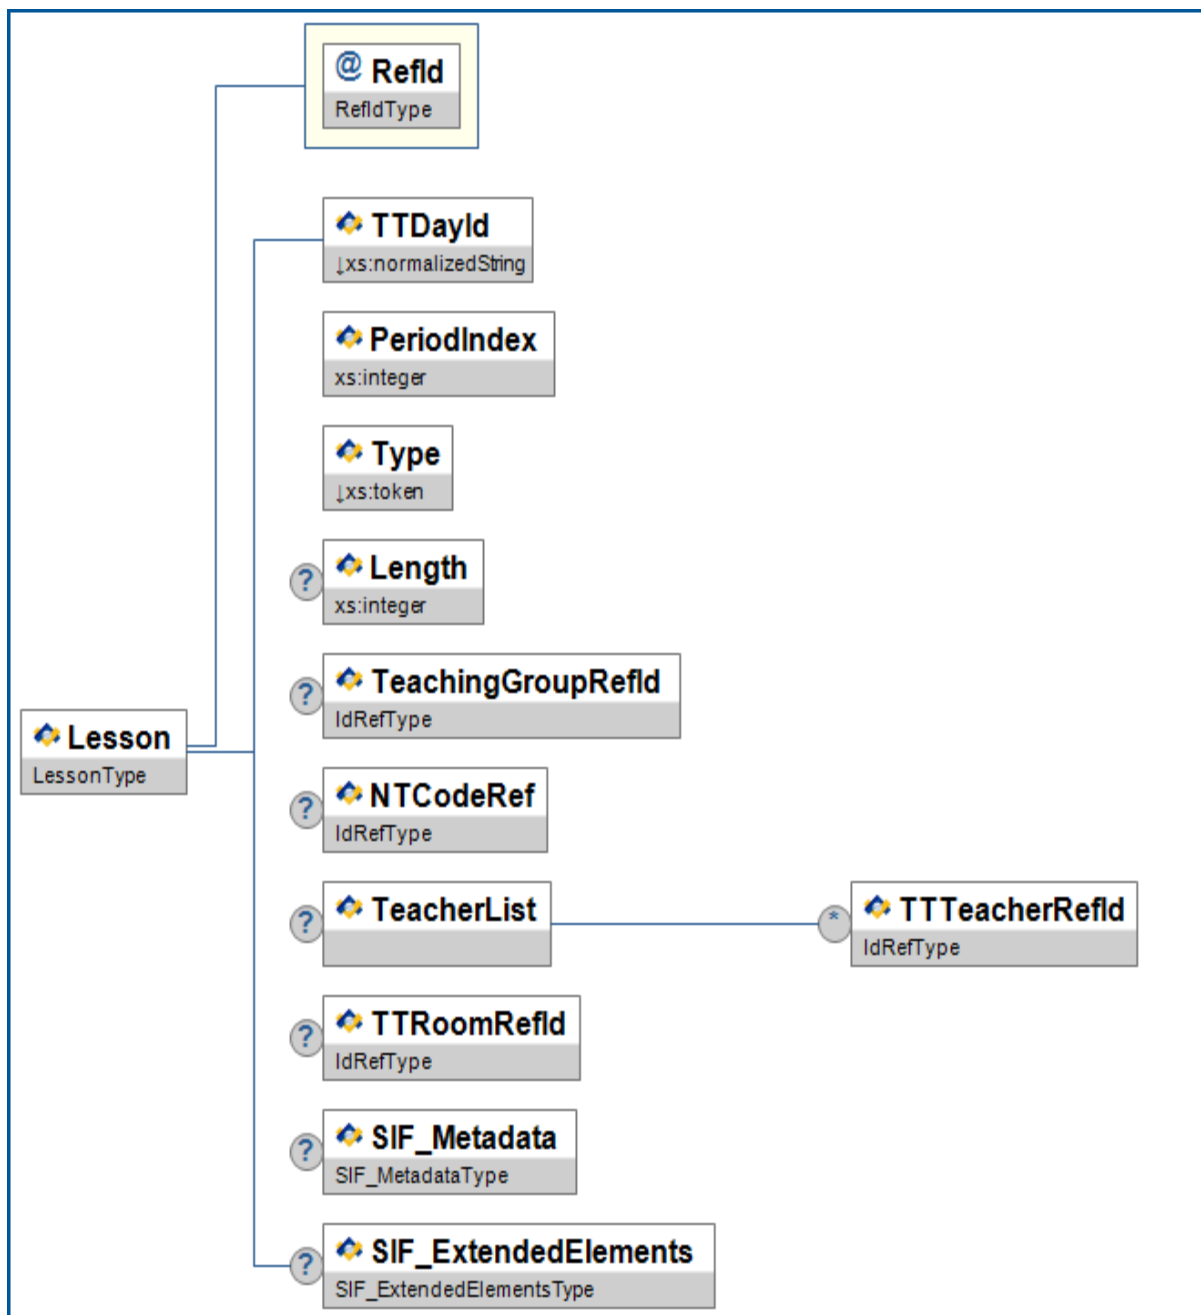 @ RefId
RefIdType
TTDayId
↓xs:normalizedString
PeriodIndex
xs:integer
Type
↓xs:token
? Length
xs:integer
? TeachingGroupRefId
IdRefType
Lesson
LessonType
? NTCodeRef
IdRefType
? TeacherList
* TTTeacherRefId
IdRefType
? TTRoomRefId
IdRefType
? SIF_Metadata
SIF_MetadataType
? SIF_ExtendedElements
SIF_ExtendedElementsType